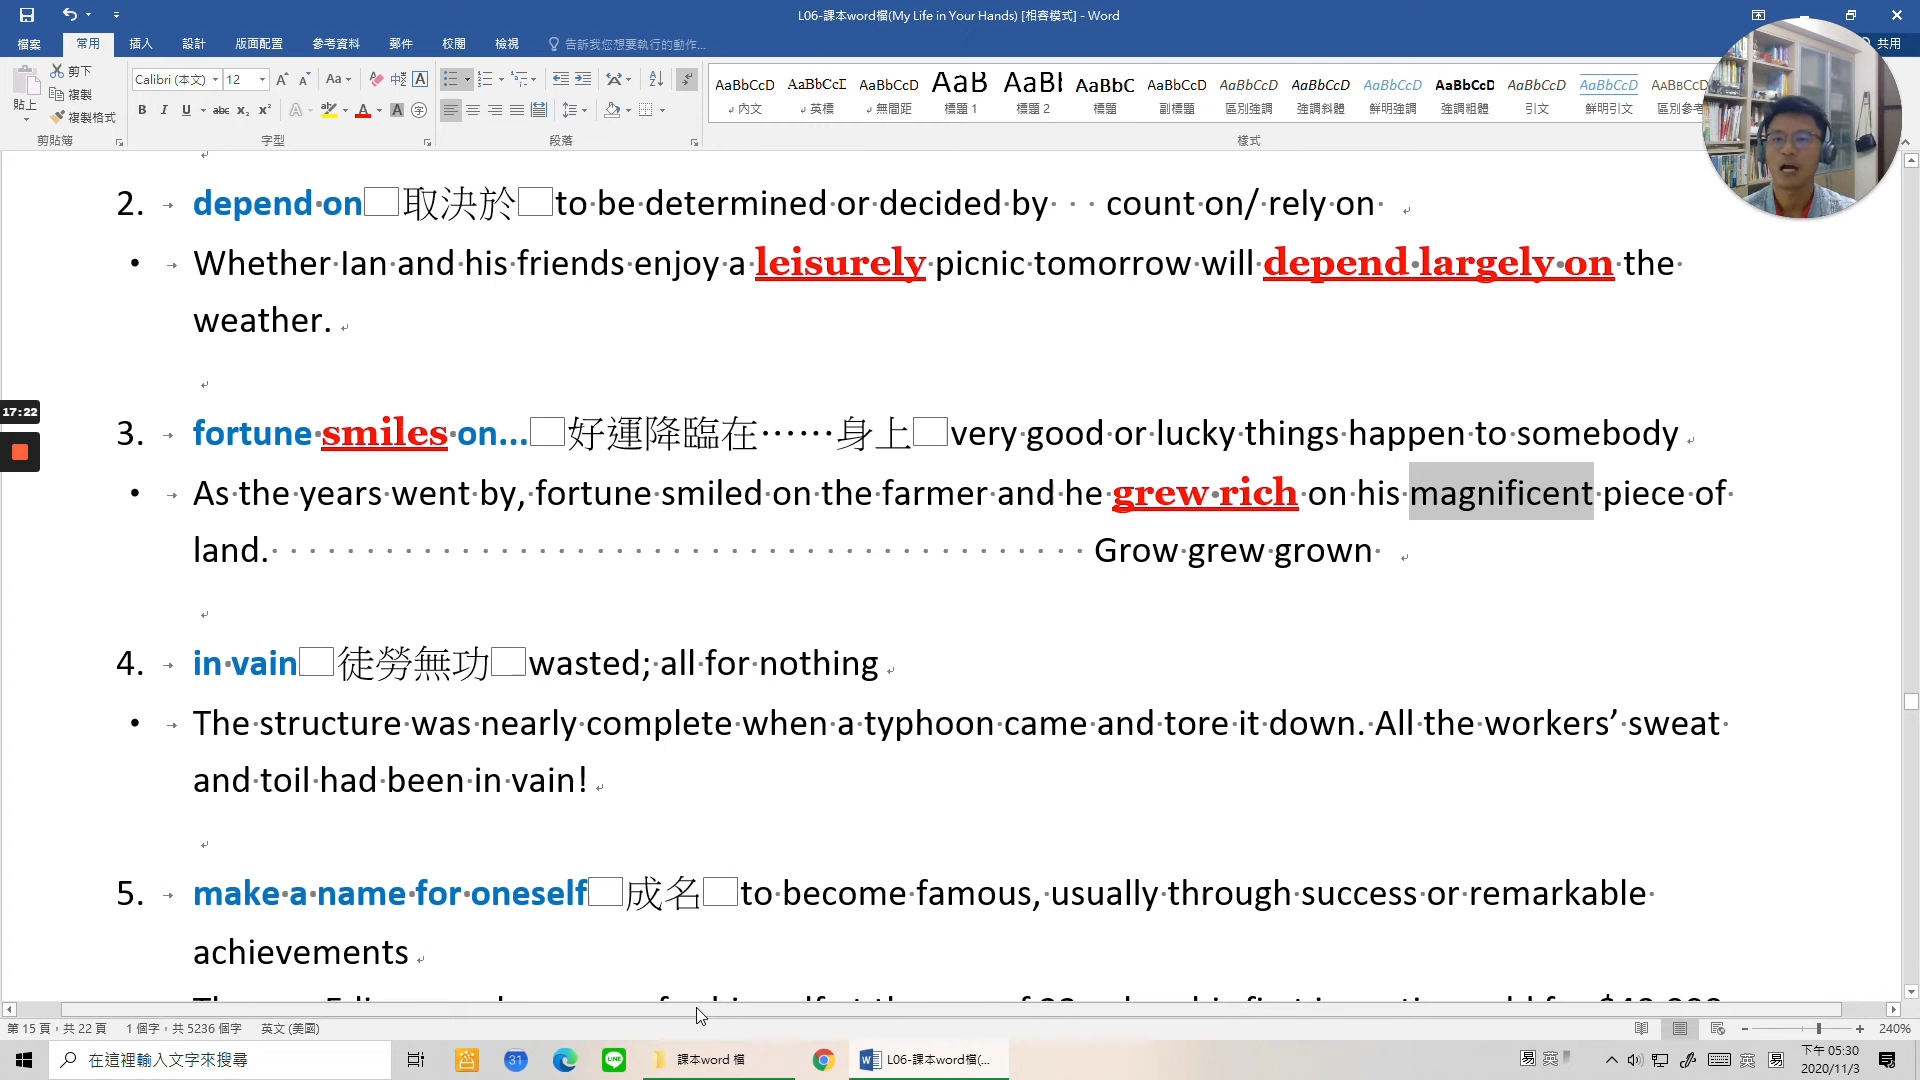 L06-課本word檔(My Life in Your Hands) [相容模式] - Word
檔案 常用 插入 設計 版面配置 參考資料 郵件 校閱 檢視 告訴我您想要執行的動作... 共用
貼上 剪下 複製 複製格式
Calibri (本文) 12
AaBbCcD AaBbCcD AaBbCcD AaB AaBl AaBbC AaBbCcD AaBbCcD AaBbCcD AaBbCcD AaBbCcD AaBbCcD AaBbCcD AaBbCcD
內文 英標 無間距 標題 1 標題 2 標題 副標題 區別強調 強調斜體 鮮明強調 強調粗體 引文 鮮明引文 區別參考
剪貼簿 字型 段落 樣式
2. depend on 取決於 to be determined or decided by count on/ rely on
• Whether Ian and his friends enjoy a leisurely picnic tomorrow will depend largely on the
weather.
17:22
3. fortune smiles on... 好運降臨在……身上 very good or lucky things happen to somebody
• As the years went by, fortune smiled on the farmer and he grew rich on his magnificent piece of
land. Grow grew grown
4. in vain 徒勞無功 wasted; all for nothing
• The structure was nearly complete when a typhoon came and tore it down. All the workers’ sweat
and toil had been in vain!
5. make a name for oneself 成名 to become famous, usually through success or remarkable
achievements
第 15 頁，共 22 頁 1 個字，共 5236 個字 英文 (美國) 240%
在這裡輸入文字來搜尋 31 LINE 課本word 檔 L06-課本word檔(... 易 英 英 易 下午 05:30
2020/11/3